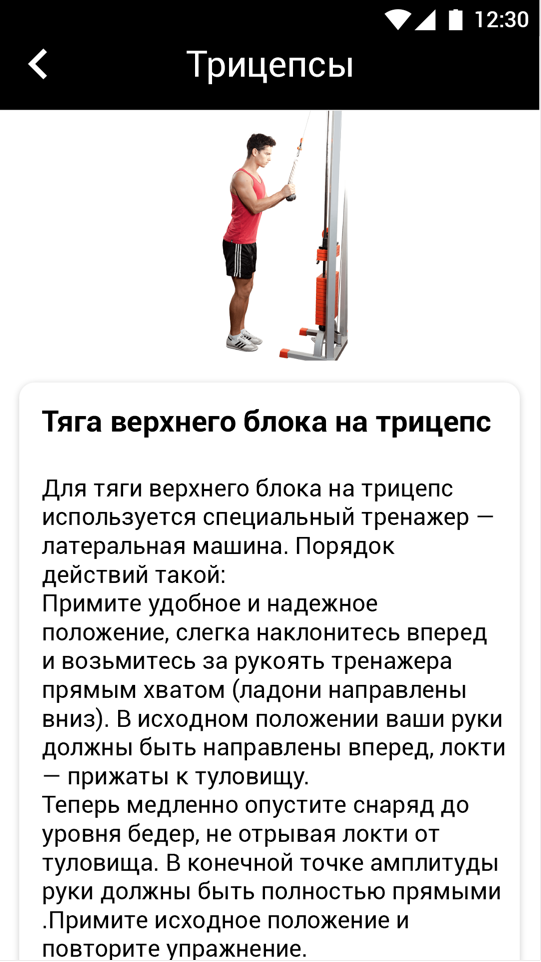 12:30
Трицепсы
Тяга верхнего блока на трицепс
Для тяги верхнего блока на трицепс
используется специальный тренажер —
латеральная машина. Порядок
действий такой:
Примите удобное и надежное
положение, слегка наклонитесь вперед
и возьмитесь за рукоять тренажера
прямым хватом (ладони направлены
вниз). В исходном положении ваши руки
должны быть направлены вперед, локти
— прижаты к туловищу.
Теперь медленно опустите снаряд до
уровня бедер, не отрывая локти от
туловища. В конечной точке амплитуды
руки должны быть полностью прямыми
.Примите исходное положение и
повторите упражнение.